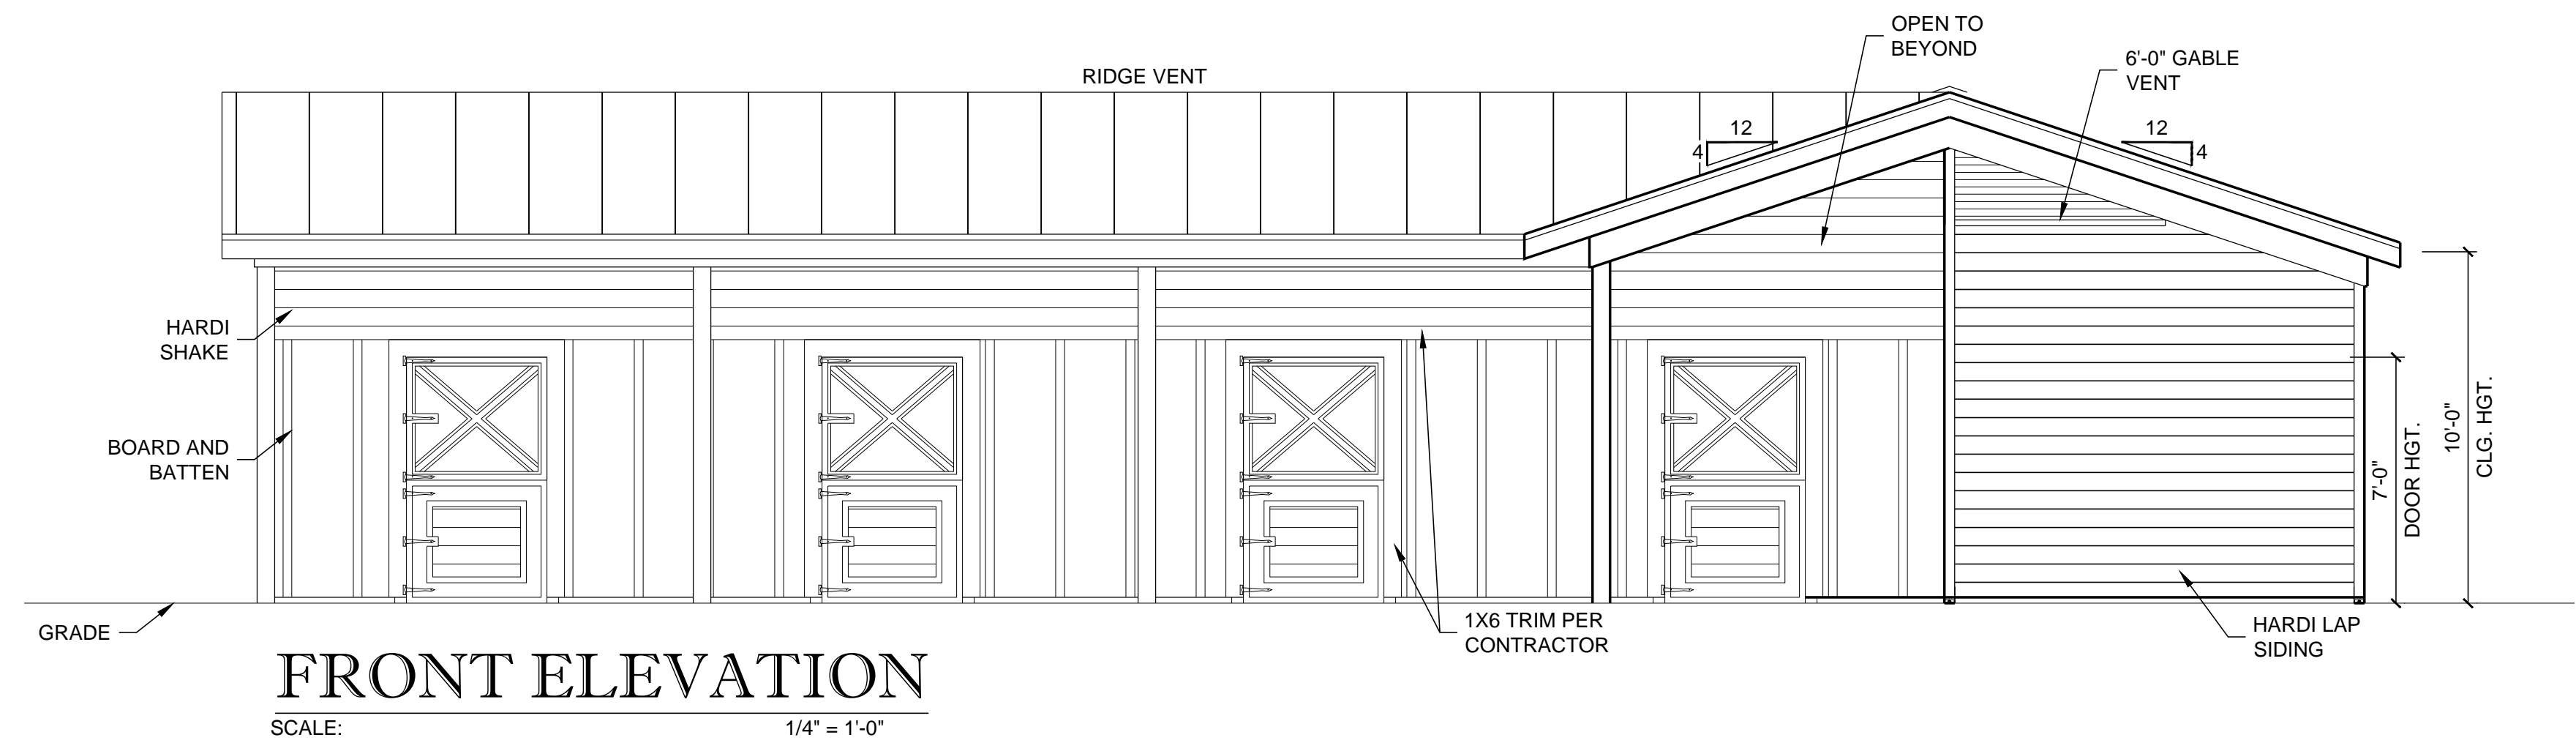 OPEN TO
BEYOND
6'-0" GABLE
VENT
RIDGE VENT
12
4
12
4
HARDI
SHAKE
BOARD AND
BATTEN
7'-0"
DOOR HGT.
10'-0"
CLG. HGT.
GRADE
1X6 TRIM PER
CONTRACTOR
HARDI LAP
SIDING
FRONT ELEVATION
SCALE: 1/4" = 1'-0"